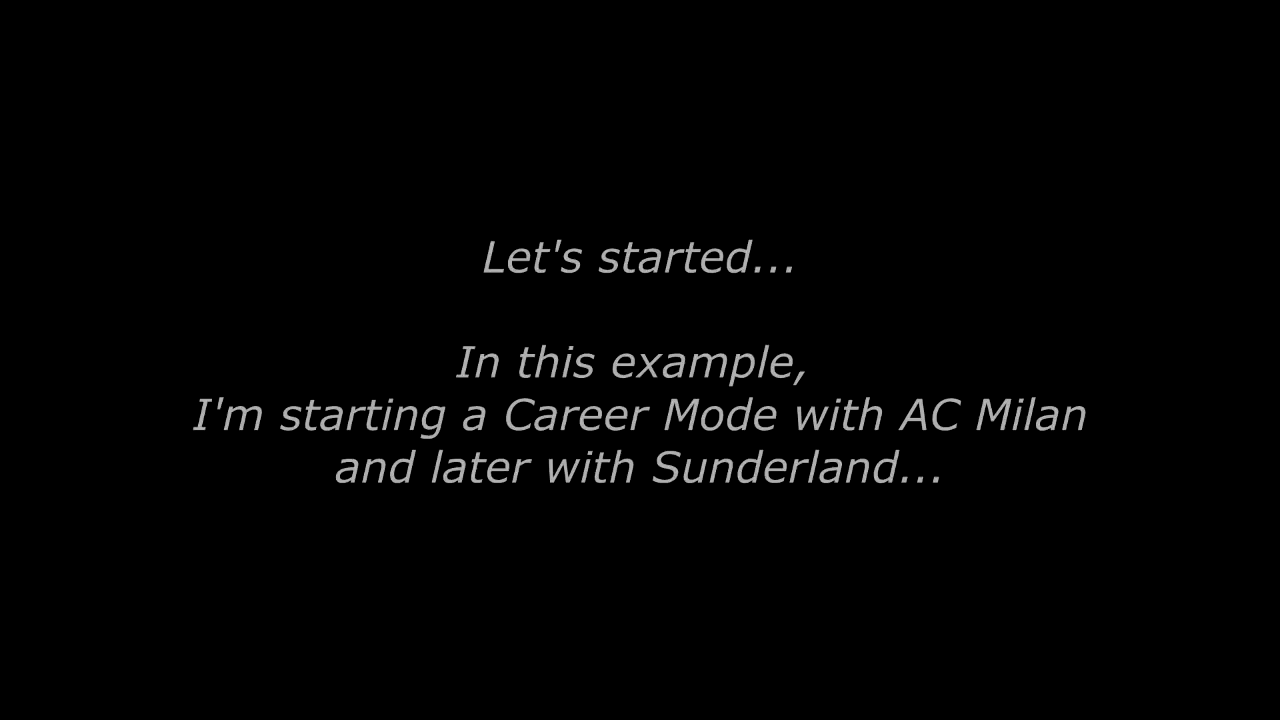 Let's started...
In this example,
I'm starting a Career Mode with AC Milan
and later with Sunderland...